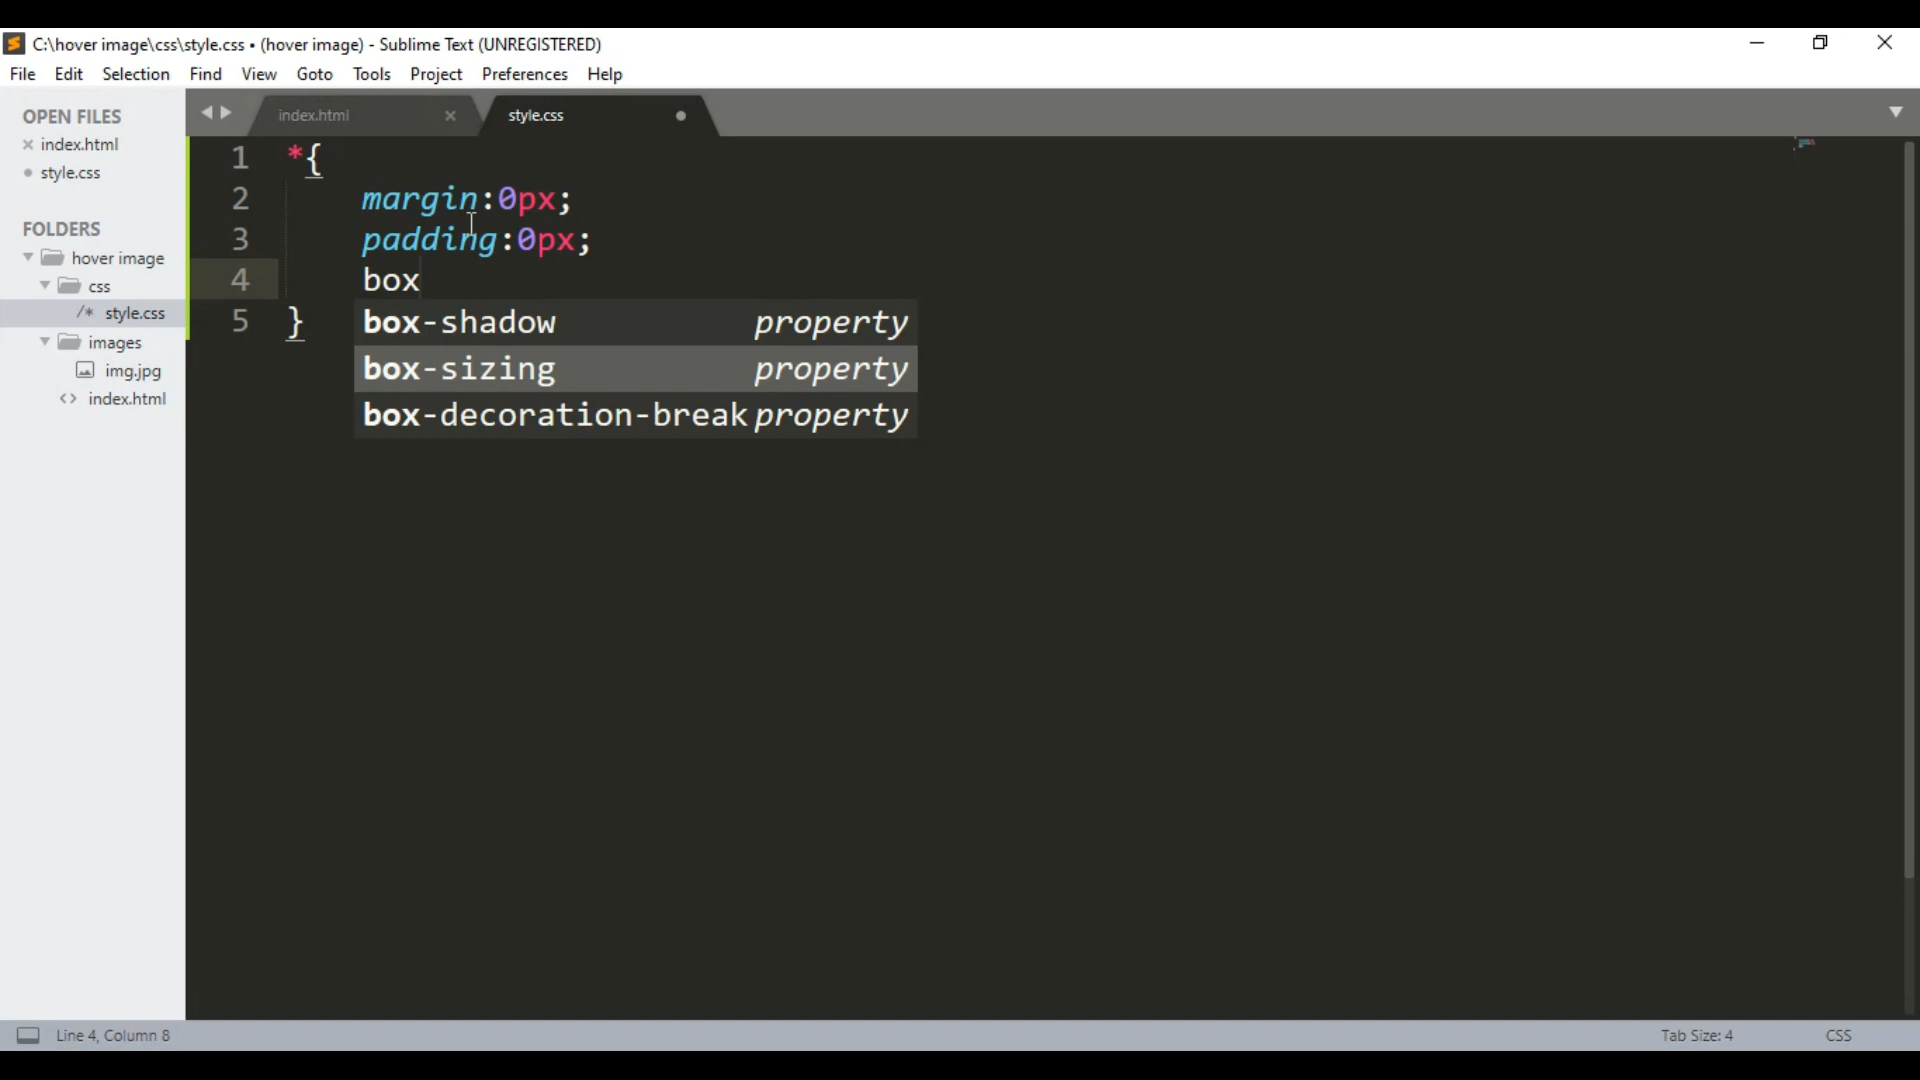 C:\hover image\css\style.css • (hover image) - Sublime Text (UNREGISTERED)
File Edit Selection Find View Goto Tools Project Preferences Help
OPEN FILES
index.html
style.css
FOLDERS
hover image
css
/* style.css
images
img.jpg
<> index.html
index.html
style.css
1 *{
2 margin:0px;
3 padding:0px;
4 box
5 }
box-shadow property
box-sizing property
box-decoration-break property
Line 4, Column 8
Tab Size: 4
CSS